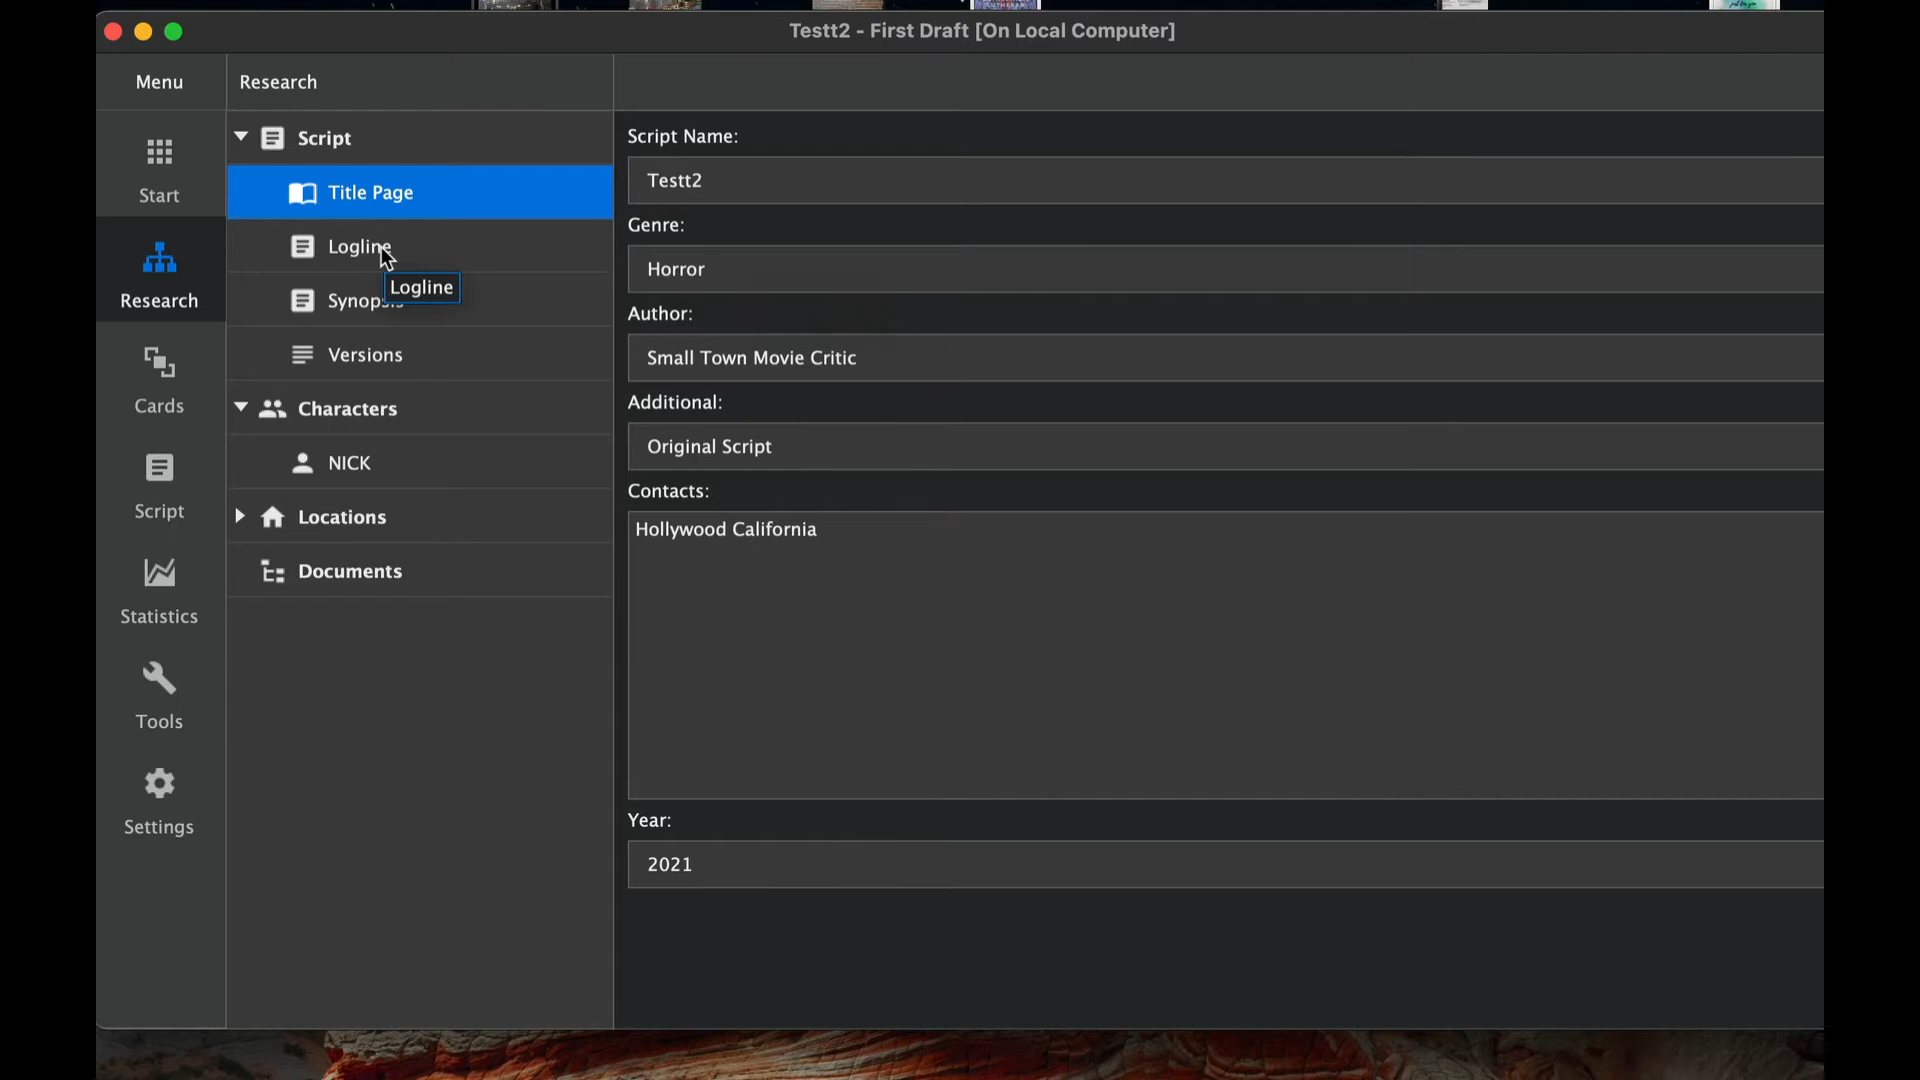 Testt2 - First Draft [On Local Computer]
Menu
Research
Start
Research
Cards
Script
Statistics
Tools
Settings
Script
Title Page
Logline
Logline
Versions
Characters
NICK
Locations
Documents
Script Name:
Testt2
Genre:
Horror
Author:
Small Town Movie Critic
Additional:
Original Script
Contacts:
Hollywood California
Year:
2021